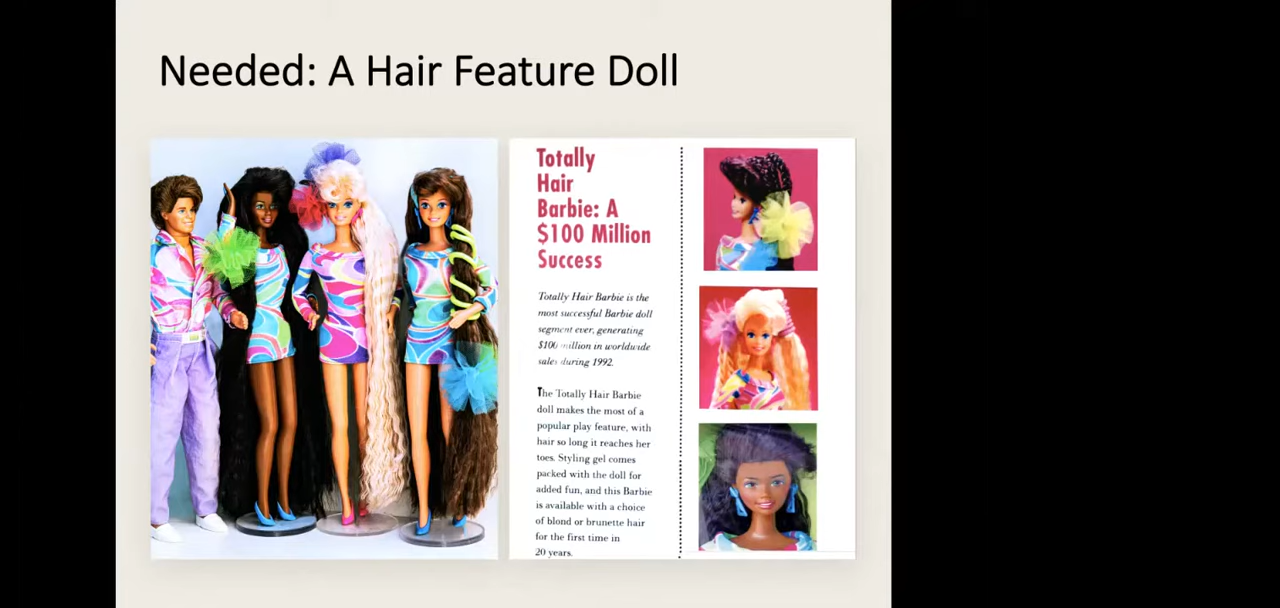 Needed: A Hair Feature Doll
Totally
Hair
Barbie: A
$100 Million
Success
Totally Hair Barbie is the
most successful Barbie doll
segment ever, generating
$100 million in worldwide
sales during 1992.
The Totally Hair Barbie
doll makes the most of a
popular play feature, with
hair so long it reaches her
toes. Styling gel comes
packed with the doll for
added fun, and this Barbie
is available with a choice
of blond or brunette hair
for the first time in
20 years.